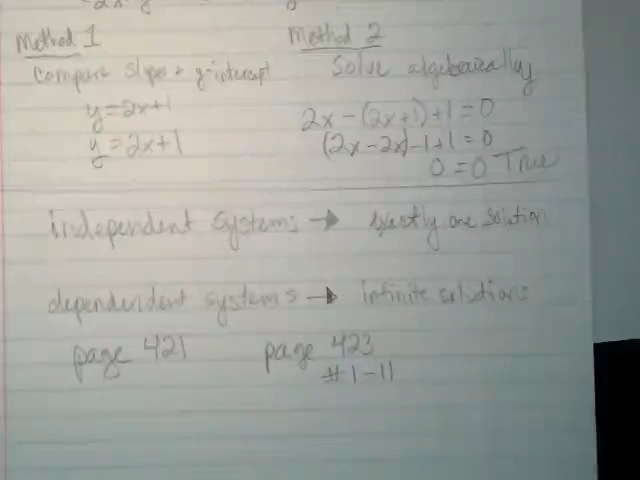 Method 1
Compare slopes + y-intercept
y=2x+1
y=2x+1
Method 2
Solve algebraically
2x-(2x+1)+1=0
(2x-2x)-1+1=0
0=0 True
independent systems → exactly one solution
dependendent systems → infinite solutions
page 421
page 423
#1-11